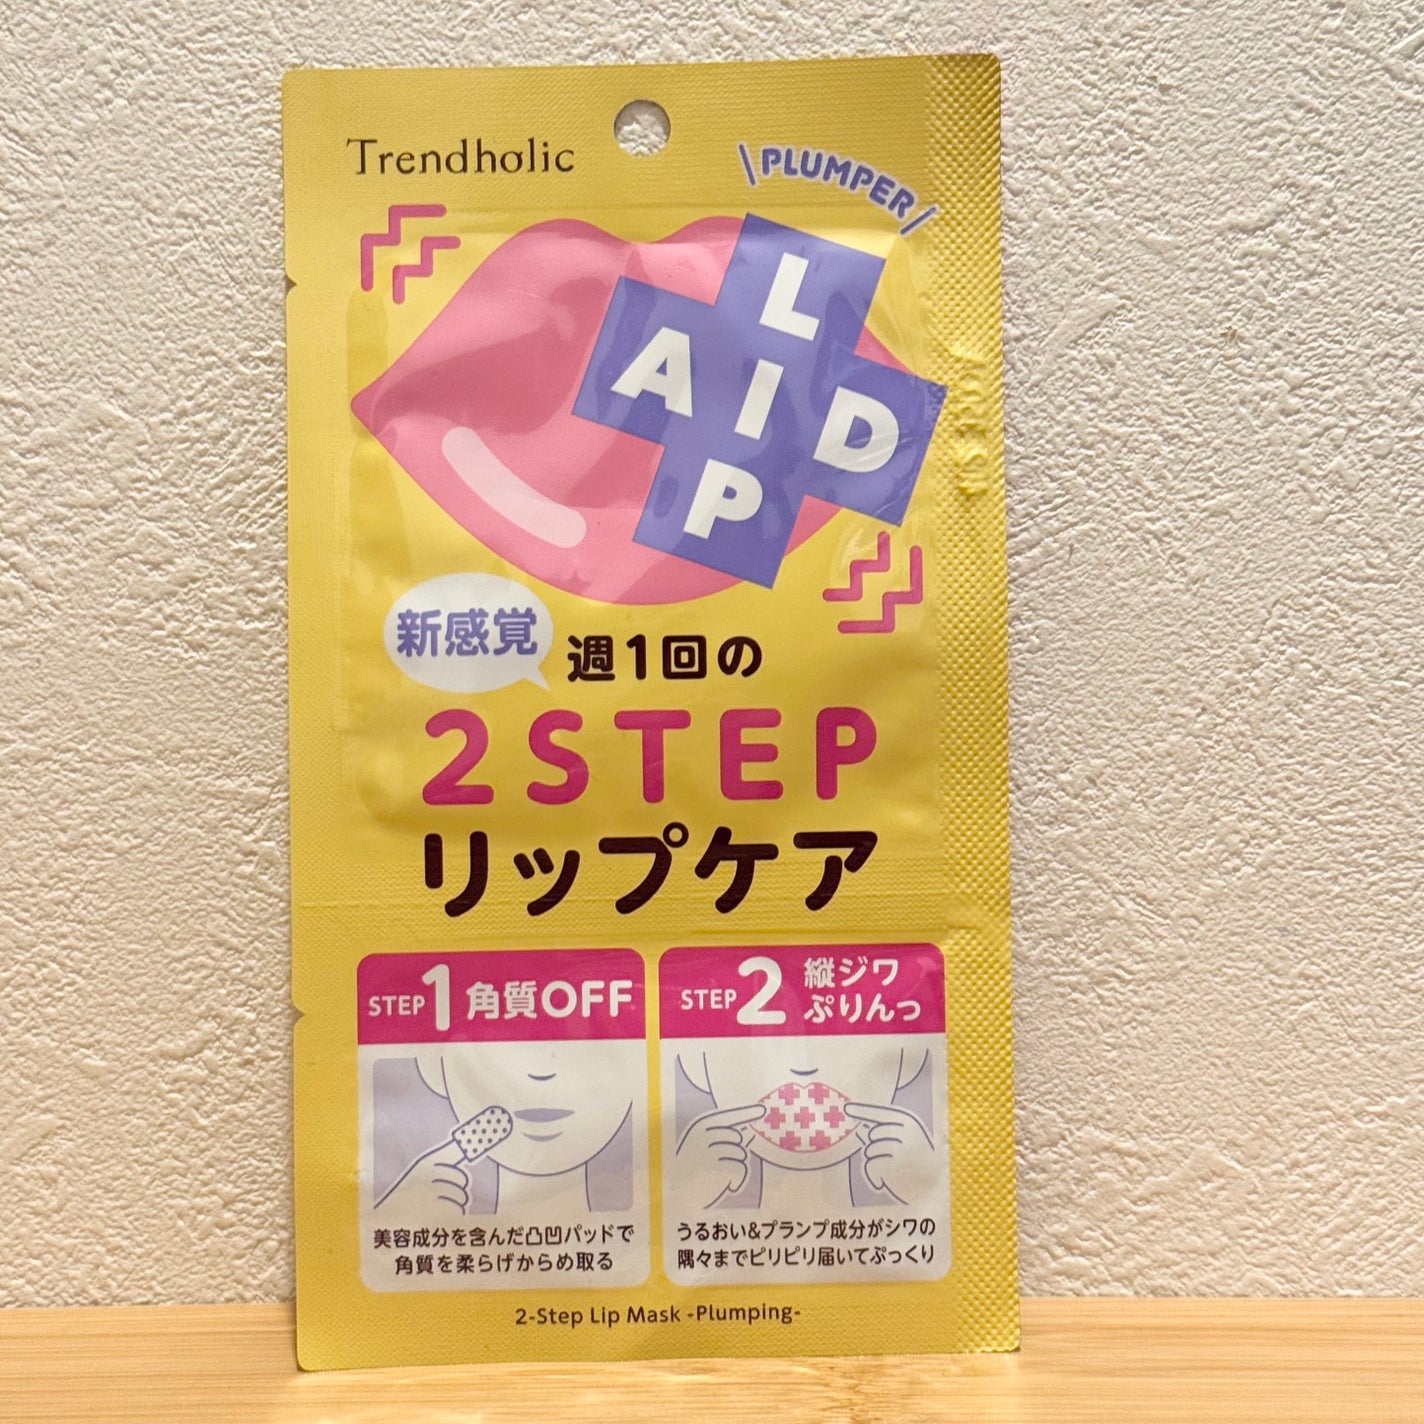 Trendholic
\PLUMPER/
LIP
AID
新感覚
週1回の
2STEP
リップケア
STEP1 角質OFF
美容成分を含んだ凸凹パッドで
角質を柔らげからめ取る
STEP2 縦ジワ
ぷりんっ
うるおい&プランプ成分がシワの
隅々までピリピリ届いてぷっくり
2-Step Lip Mask -Plumping-